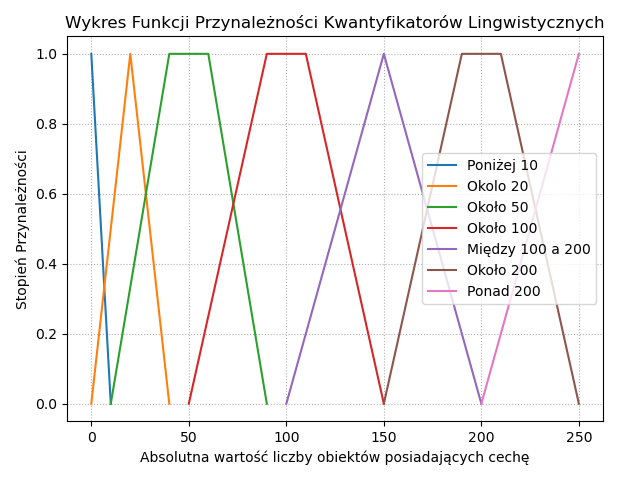 Wykres Funkcji Przynależności Kwantyfikatorów Lingwistycznych
1.0
0.8
0.6
0.4
0.2
0.0
Stopień Przynależności
Poniżej 10
Okolo 20
Około 50
Około 100
Między 100 a 200
Około 200
Ponad 200
0 50 100 150 200 250
Absolutna wartość liczby obiektów posiadających cechę